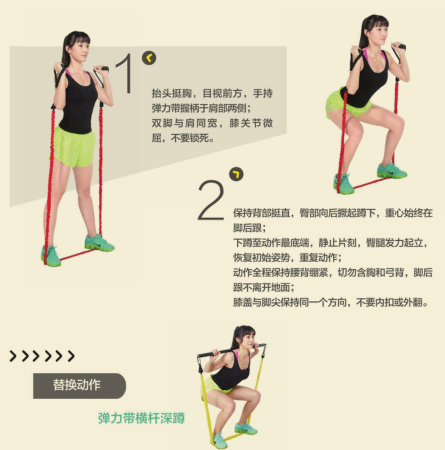 1
抬头挺胸，目视前方，手持
弹力带握柄于肩部两侧；
双脚与肩同宽，膝关节微
屈，不要锁死。
2
保持背部挺直，臀部向后撅起蹲下，重心始终在
脚后跟；
下蹲至动作最底端，静止片刻，臀腿发力起立，
恢复初始姿势，重复动作；
动作全程保持腰背绷紧，切勿含胸和弓背，脚后
跟不离开地面；
膝盖与脚尖保持同一个方向，不要内扣或外翻。
替换动作
弹力带横杆深蹲